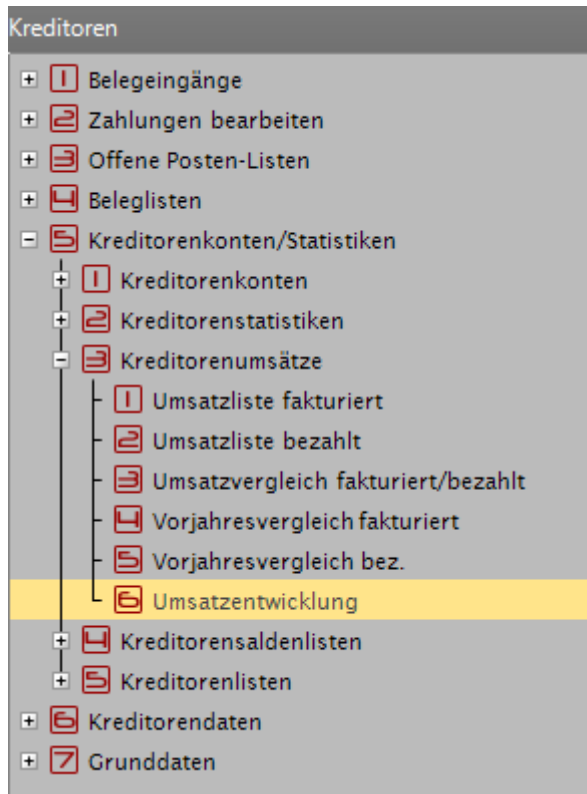 Kreditoren
1 Belegeingänge
2 Zahlungen bearbeiten
3 Offene Posten-Listen
4 Beleglisten
5 Kreditorenkonten/Statistiken
1 Kreditorenkonten
2 Kreditorenstatistiken
3 Kreditorenumsätze
1 Umsatzliste fakturiert
2 Umsatzliste bezahlt
3 Umsatzvergleich fakturiert/bezahlt
4 Vorjahresvergleich fakturiert
5 Vorjahresvergleich bez.
6 Umsatzentwicklung
4 Kreditorensaldenlisten
5 Kreditorenlisten
6 Kreditorendaten
7 Grunddaten